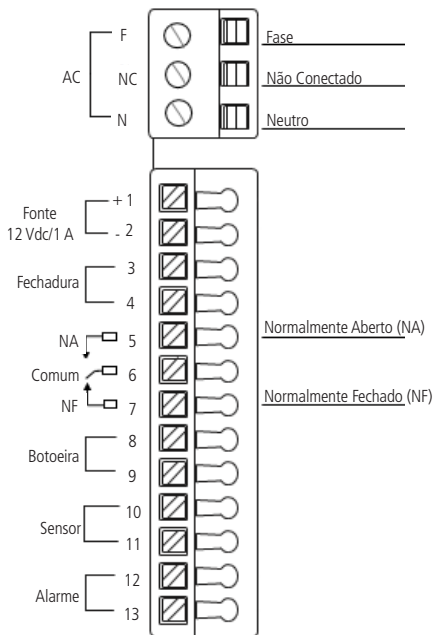 F
Fase
AC
NC
Não Conectado
N
Neutro
+ 1
Fonte
12 Vdc/1 A
- 2
3
Fechadura
4
NA
5
Normalmente Aberto (NA)
Comum
6
NF
7
Normalmente Fechado (NF)
8
Botoeira
9
10
Sensor
11
12
Alarme
13